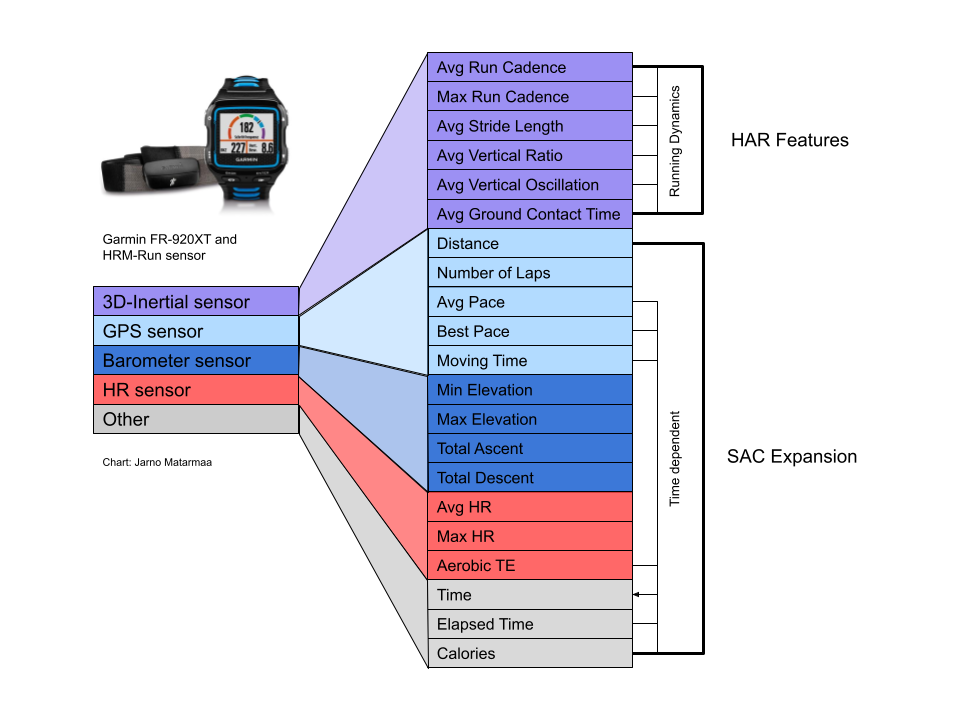 182
227
8.6
GARMIN
Garmin FR-920XT and
HRM-Run sensor
3D-Inertial sensor
GPS sensor
Barometer sensor
HR sensor
Other
Chart: Jarno Matarmaa
Avg Run Cadence
Max Run Cadence
Avg Stride Length
Avg Vertical Ratio
Avg Vertical Oscillation
Avg Ground Contact Time
Distance
Number of Laps
Avg Pace
Best Pace
Moving Time
Min Elevation
Max Elevation
Total Ascent
Total Descent
Avg HR
Max HR
Aerobic TE
Time
Elapsed Time
Calories
Running Dynamics
HAR Features
Time dependent
SAC Expansion